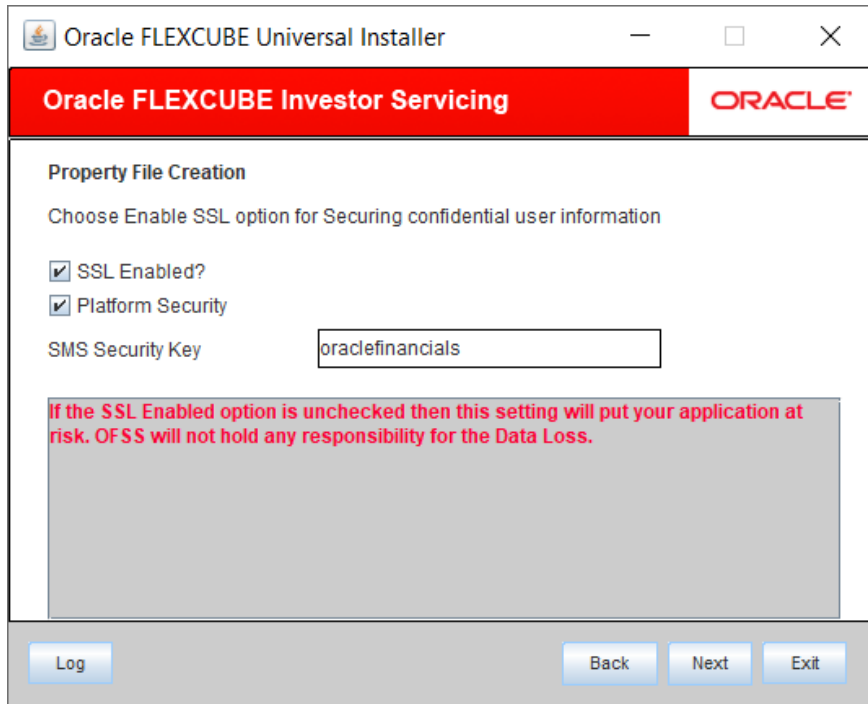 Oracle FLEXCUBE Universal Installer
Oracle FLEXCUBE Investor Servicing
ORACLE®
Property File Creation
Choose Enable SSL option for Securing confidential user information
SSL Enabled?
Platform Security
SMS Security Key oraclefinancials
If the SSL Enabled option is unchecked then this setting will put your application at
risk. OFSS will not hold any responsibility for the Data Loss.
Log Back Next Exit